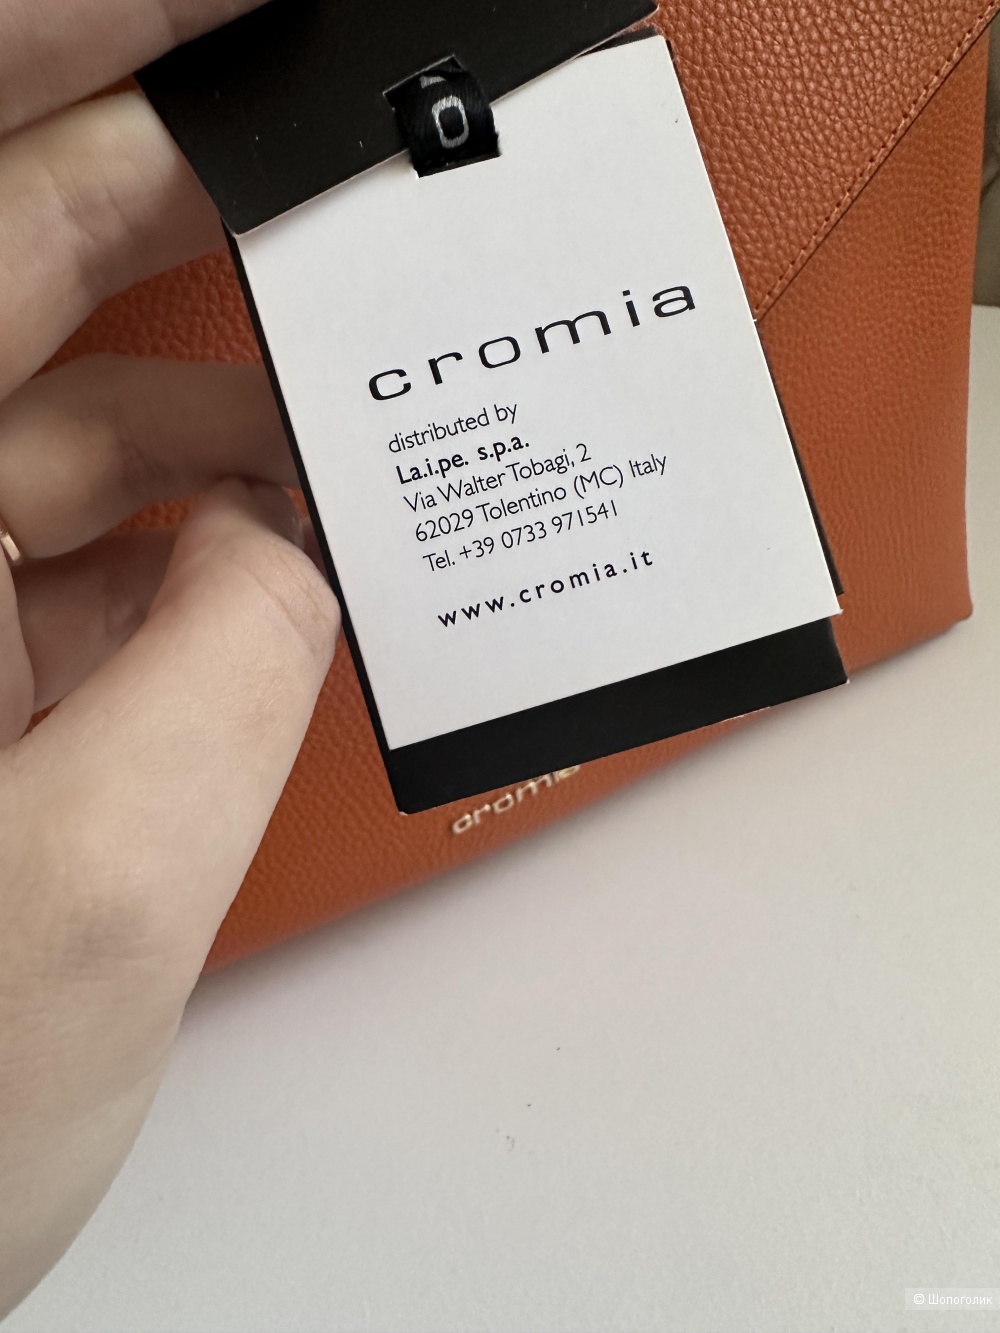 cromia
distributed by
La.i.pe. s.p.a.
Via Walter Tobagi, 2
62029 Tolentino (MC) Italy
Tel. +39 0733 971541
www.cromia.it
cromia
© Шопоголик